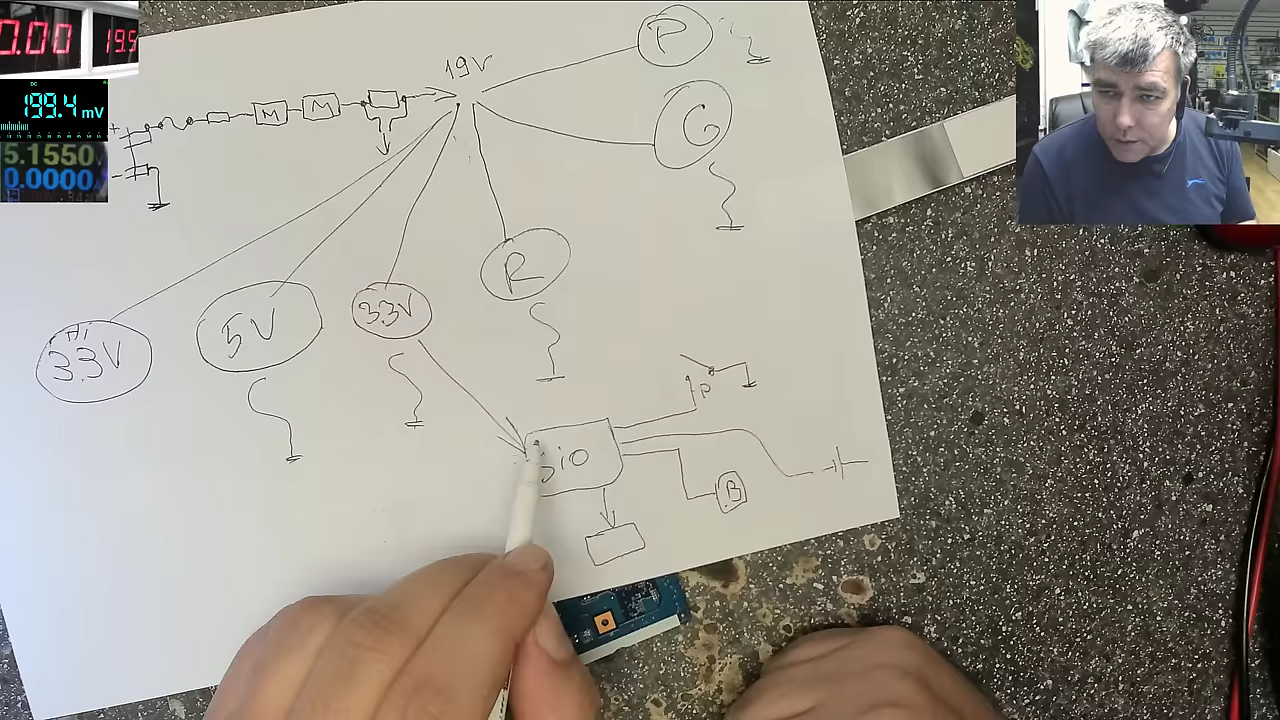 0.00
19.5
199.4 mV
5.1550
0.0000
19V
P
M
M
G
R
3.3V
5V
3.3V
P
Sio
B